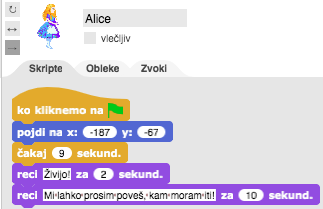 Alice
vlečljiv
Skripte Obleke Zvoki
ko kliknemo na
pojdi na x: -187 y: -67
čakaj 9 sekund.
reci Živijo! za 2 sekund.
reci Mi·lahko·prosim·poveš,·kam·moram·iti! za 10 sekund.